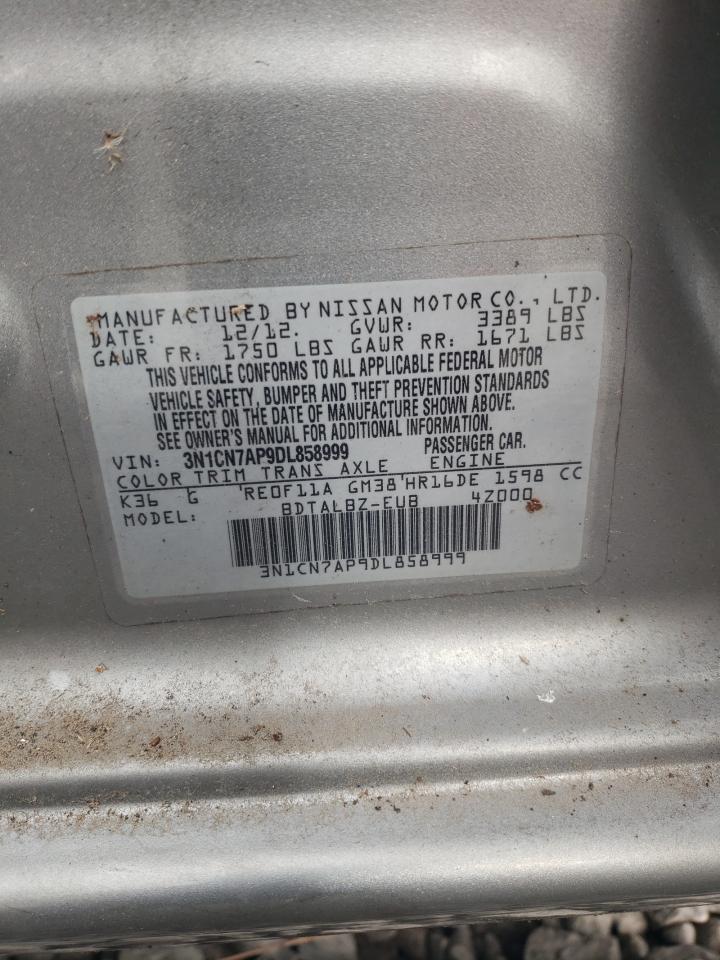 MANUFACTURED BY NISSAN MOTOR CO., LTD.
DATE: 12/12. GVWR: 3389 LBS
GAWR FR: 1750 LBS GAWR RR: 1671 LBS
THIS VEHICLE CONFORMS TO ALL APPLICABLE FEDERAL MOTOR
VEHICLE SAFETY, BUMPER AND THEFT PREVENTION STANDARDS
IN EFFECT ON THE DATE OF MANUFACTURE SHOWN ABOVE.
SEE OWNER'S MANUAL FOR ADDITIONAL INFORMATION.
VIN: 3N1CN7AP9DL858999 PASSENGER CAR.
COLOR TRIM TRANS AXLE ENGINE
K36 G RE0F11A GM38 HR16DE 1598 CC
MODEL: BDTALBZ-EUB 4Z000
3N1CN7AP9DL858999